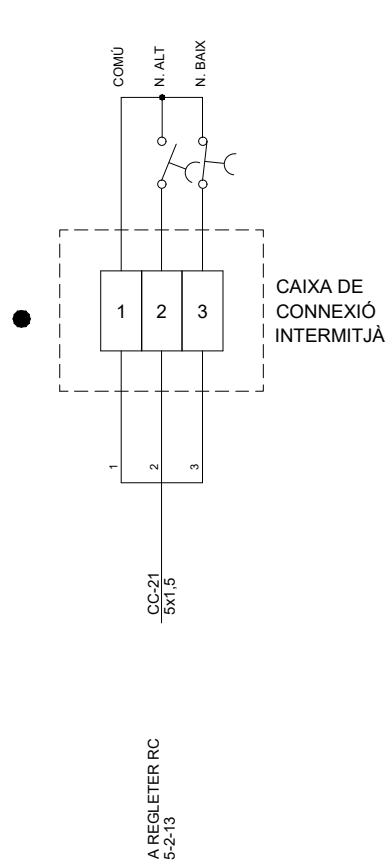 COMÚ
N. ALT
N. BAIX
1
2
3
CAIXA DE
CONNEXIÓ
INTERMITJÀ
1
2
3
CC-21
5x1,5
A REGLETER RC
5-2-13